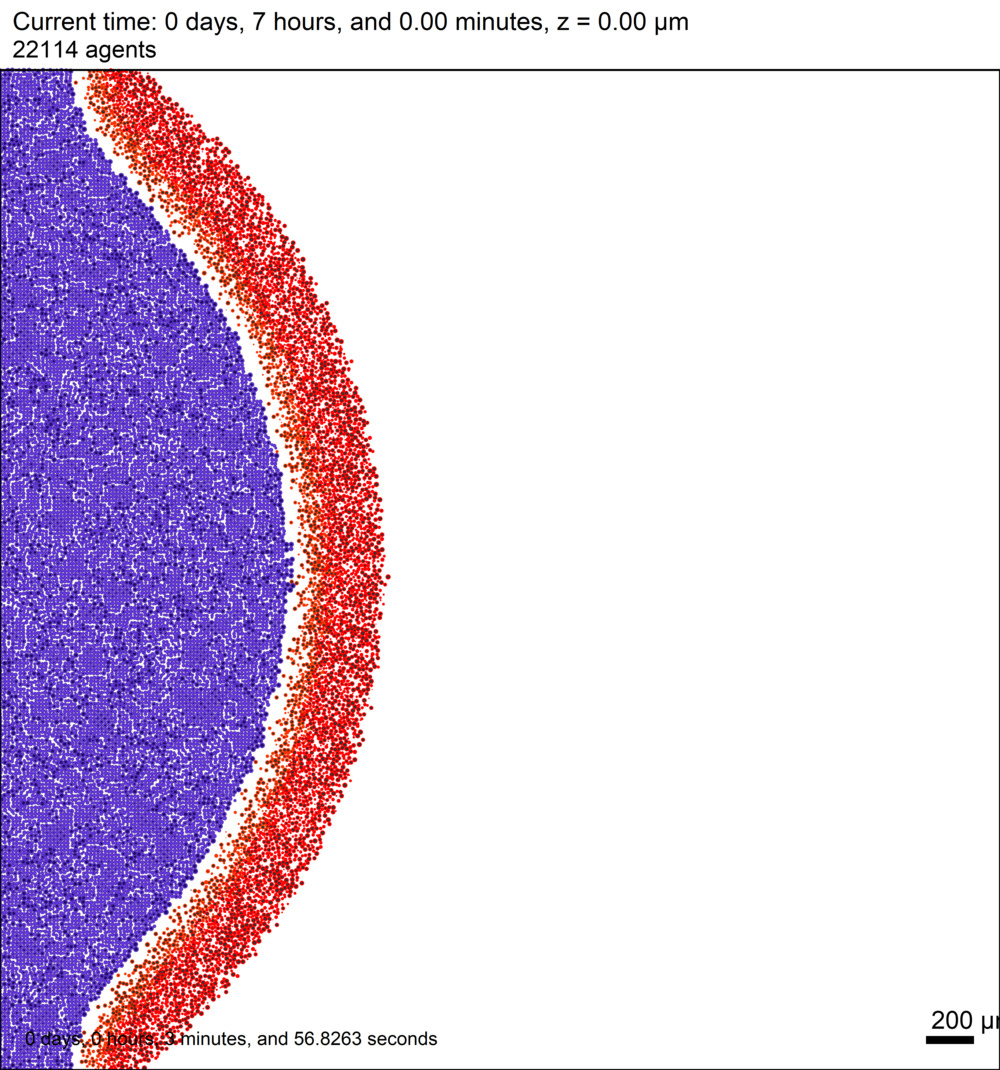 Current time: 0 days, 7 hours, and 0.00 minutes, z = 0.00 μm
22114 agents
200 μ
0 days, 0 hours, 3 minutes, and 56.8263 seconds